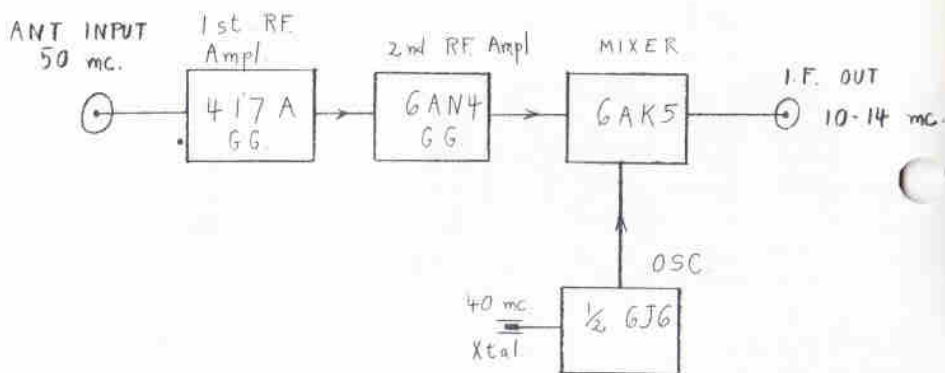 ANT INPUT
50 mc.
1st RF
Ampl.
417A
GG.
2nd RF Ampl
6AN4
GG.
MIXER
6AK5
I.F. OUT
10-14 mc.
OSC
½ 6J6
40 mc.
Xtal.